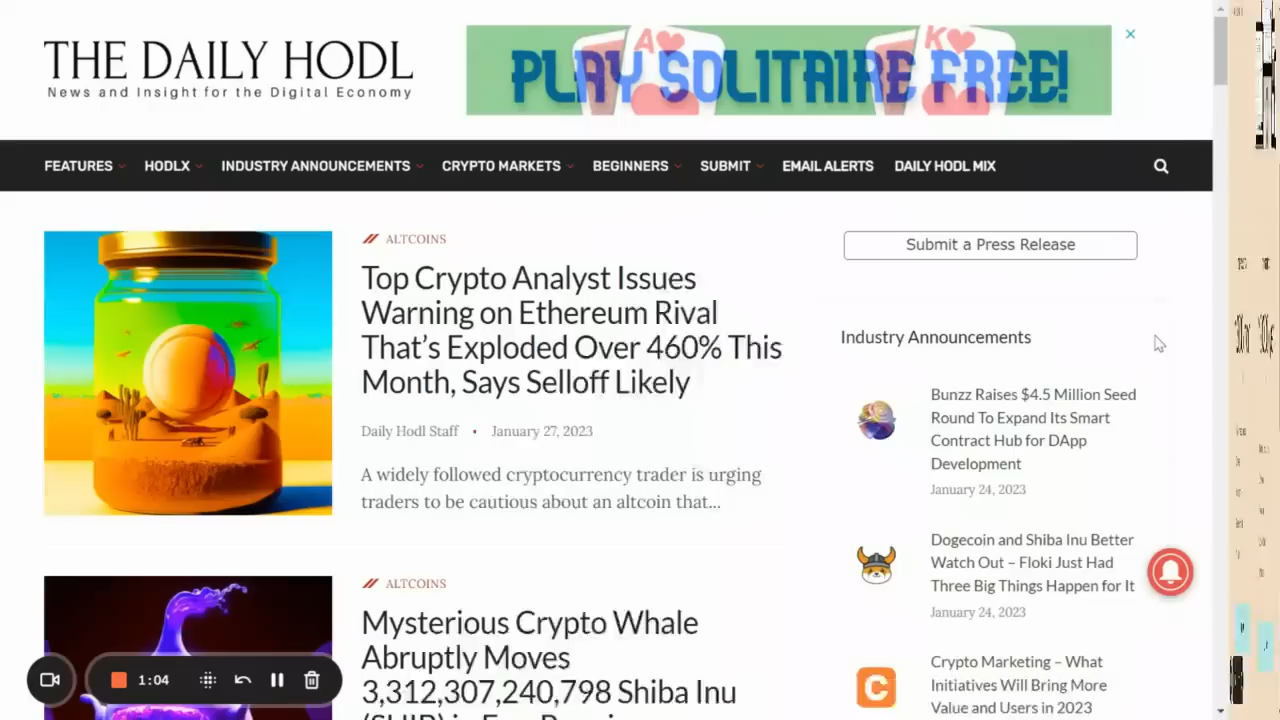 THE DAILY HODL
News and Insight for the Digital Economy
A K
PLAY SOLITAIRE FREE!
FEATURES HODLX INDUSTRY ANNOUNCEMENTS CRYPTO MARKETS BEGINNERS SUBMIT EMAIL ALERTS DAILY HODL MIX
ALTCOINS
Top Crypto Analyst Issues
Warning on Ethereum Rival
That’s Exploded Over 460% This
Month, Says Selloff Likely
Daily Hodl Staff • January 27, 2023
A widely followed cryptocurrency trader is urging
traders to be cautious about an altcoin that...
ALTCOINS
Mysterious Crypto Whale
Abruptly Moves
3,312,307,240,798 Shiba Inu
Submit a Press Release
Industry Announcements
Bunzz Raises $4.5 Million Seed
Round To Expand Its Smart
Contract Hub for DApp
Development
January 24, 2023
Dogecoin and Shiba Inu Better
Watch Out – Floki Just Had
Three Big Things Happen for It
January 24, 2023
C
Crypto Marketing – What
Initiatives Will Bring More
Value and Users in 2023
1:04